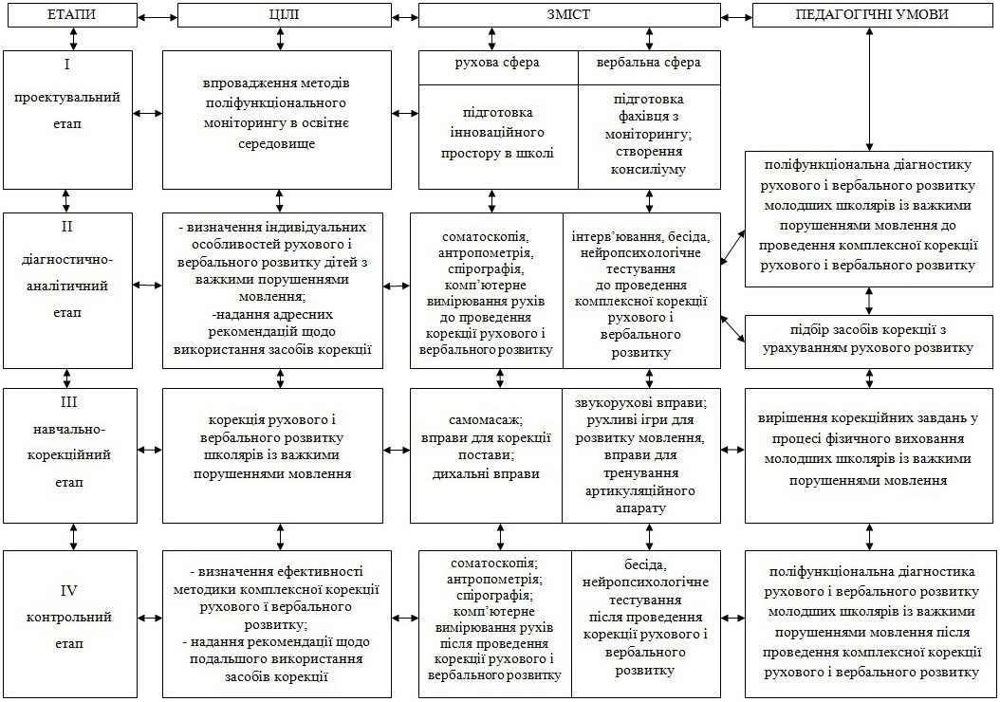 ЕТАПИ
ЦІЛІ
ЗМІСТ
ПЕДАГОГІЧНІ УМОВИ
І
проектувальний
етап
впровадження методів
поліфункціонального
моніторингу в освітнє
середовище
рухова сфера
підготовка
інноваційного
простору в школі
вербальна сфера
підготовка
фахівця з
моніторингу;
створення
консиліуму
поліфункціональна діагностику
рухового і вербального розвитку
молодших школярів із важкими
порушеннями мовлення до
проведення комплексної корекції
рухового і вербального розвитку
ІІ
діагностично-
аналітичний
етап
- визначення індивідуальних
особливостей рухового і
вербального розвитку дітей з
важкими порушеннями
мовлення;
-надання адресних
рекомендацій щодо
використання засобів корекції
соматоскопія,
антропометрія,
спірографія,
комп’ютерне
вимірювання рухів
до проведення
корекції рухового і
вербального розвитку
інтерв’ювання, бесіда,
нейропсихологічне
тестування
до проведення
комплексної корекції
рухового і
вербального
розвитку
підбір засобів корекції з
урахуванням рухового розвитку
ІІІ
навчально-
корекційний
етап
корекція рухового і
вербального розвитку
школярів із важкими
порушеннями мовлення
самомасаж;
вправи для корекції
постави;
дихальні вправи
звукорухові вправи;
рухливі ігри для
розвитку мовлення,
вправи для
тренування
артикуляційного
апарату
вирішення корекційних завдань у
процесі фізичного виховання
молодших школярів із важкими
порушеннями мовлення
IV
контрольний
етап
- визначення ефективності
методики комплексної корекції
рухового ї вербального
розвитку;
- надання рекомендації щодо
подальшого використання
засобів корекції
соматоскопія;
антропометрія;
спірографія;
комп’ютерне
вимірювання рухів
після проведення
корекції рухового і
вербального розвитку
бесіда,
нейропсихологічне
тестування
після проведення
корекції рухового і
вербального
розвитку
поліфункціональна діагностика
рухового і вербального розвитку
молодших школярів із важкими
порушеннями мовлення після
проведення комплексної корекції
рухового і вербального розвитку